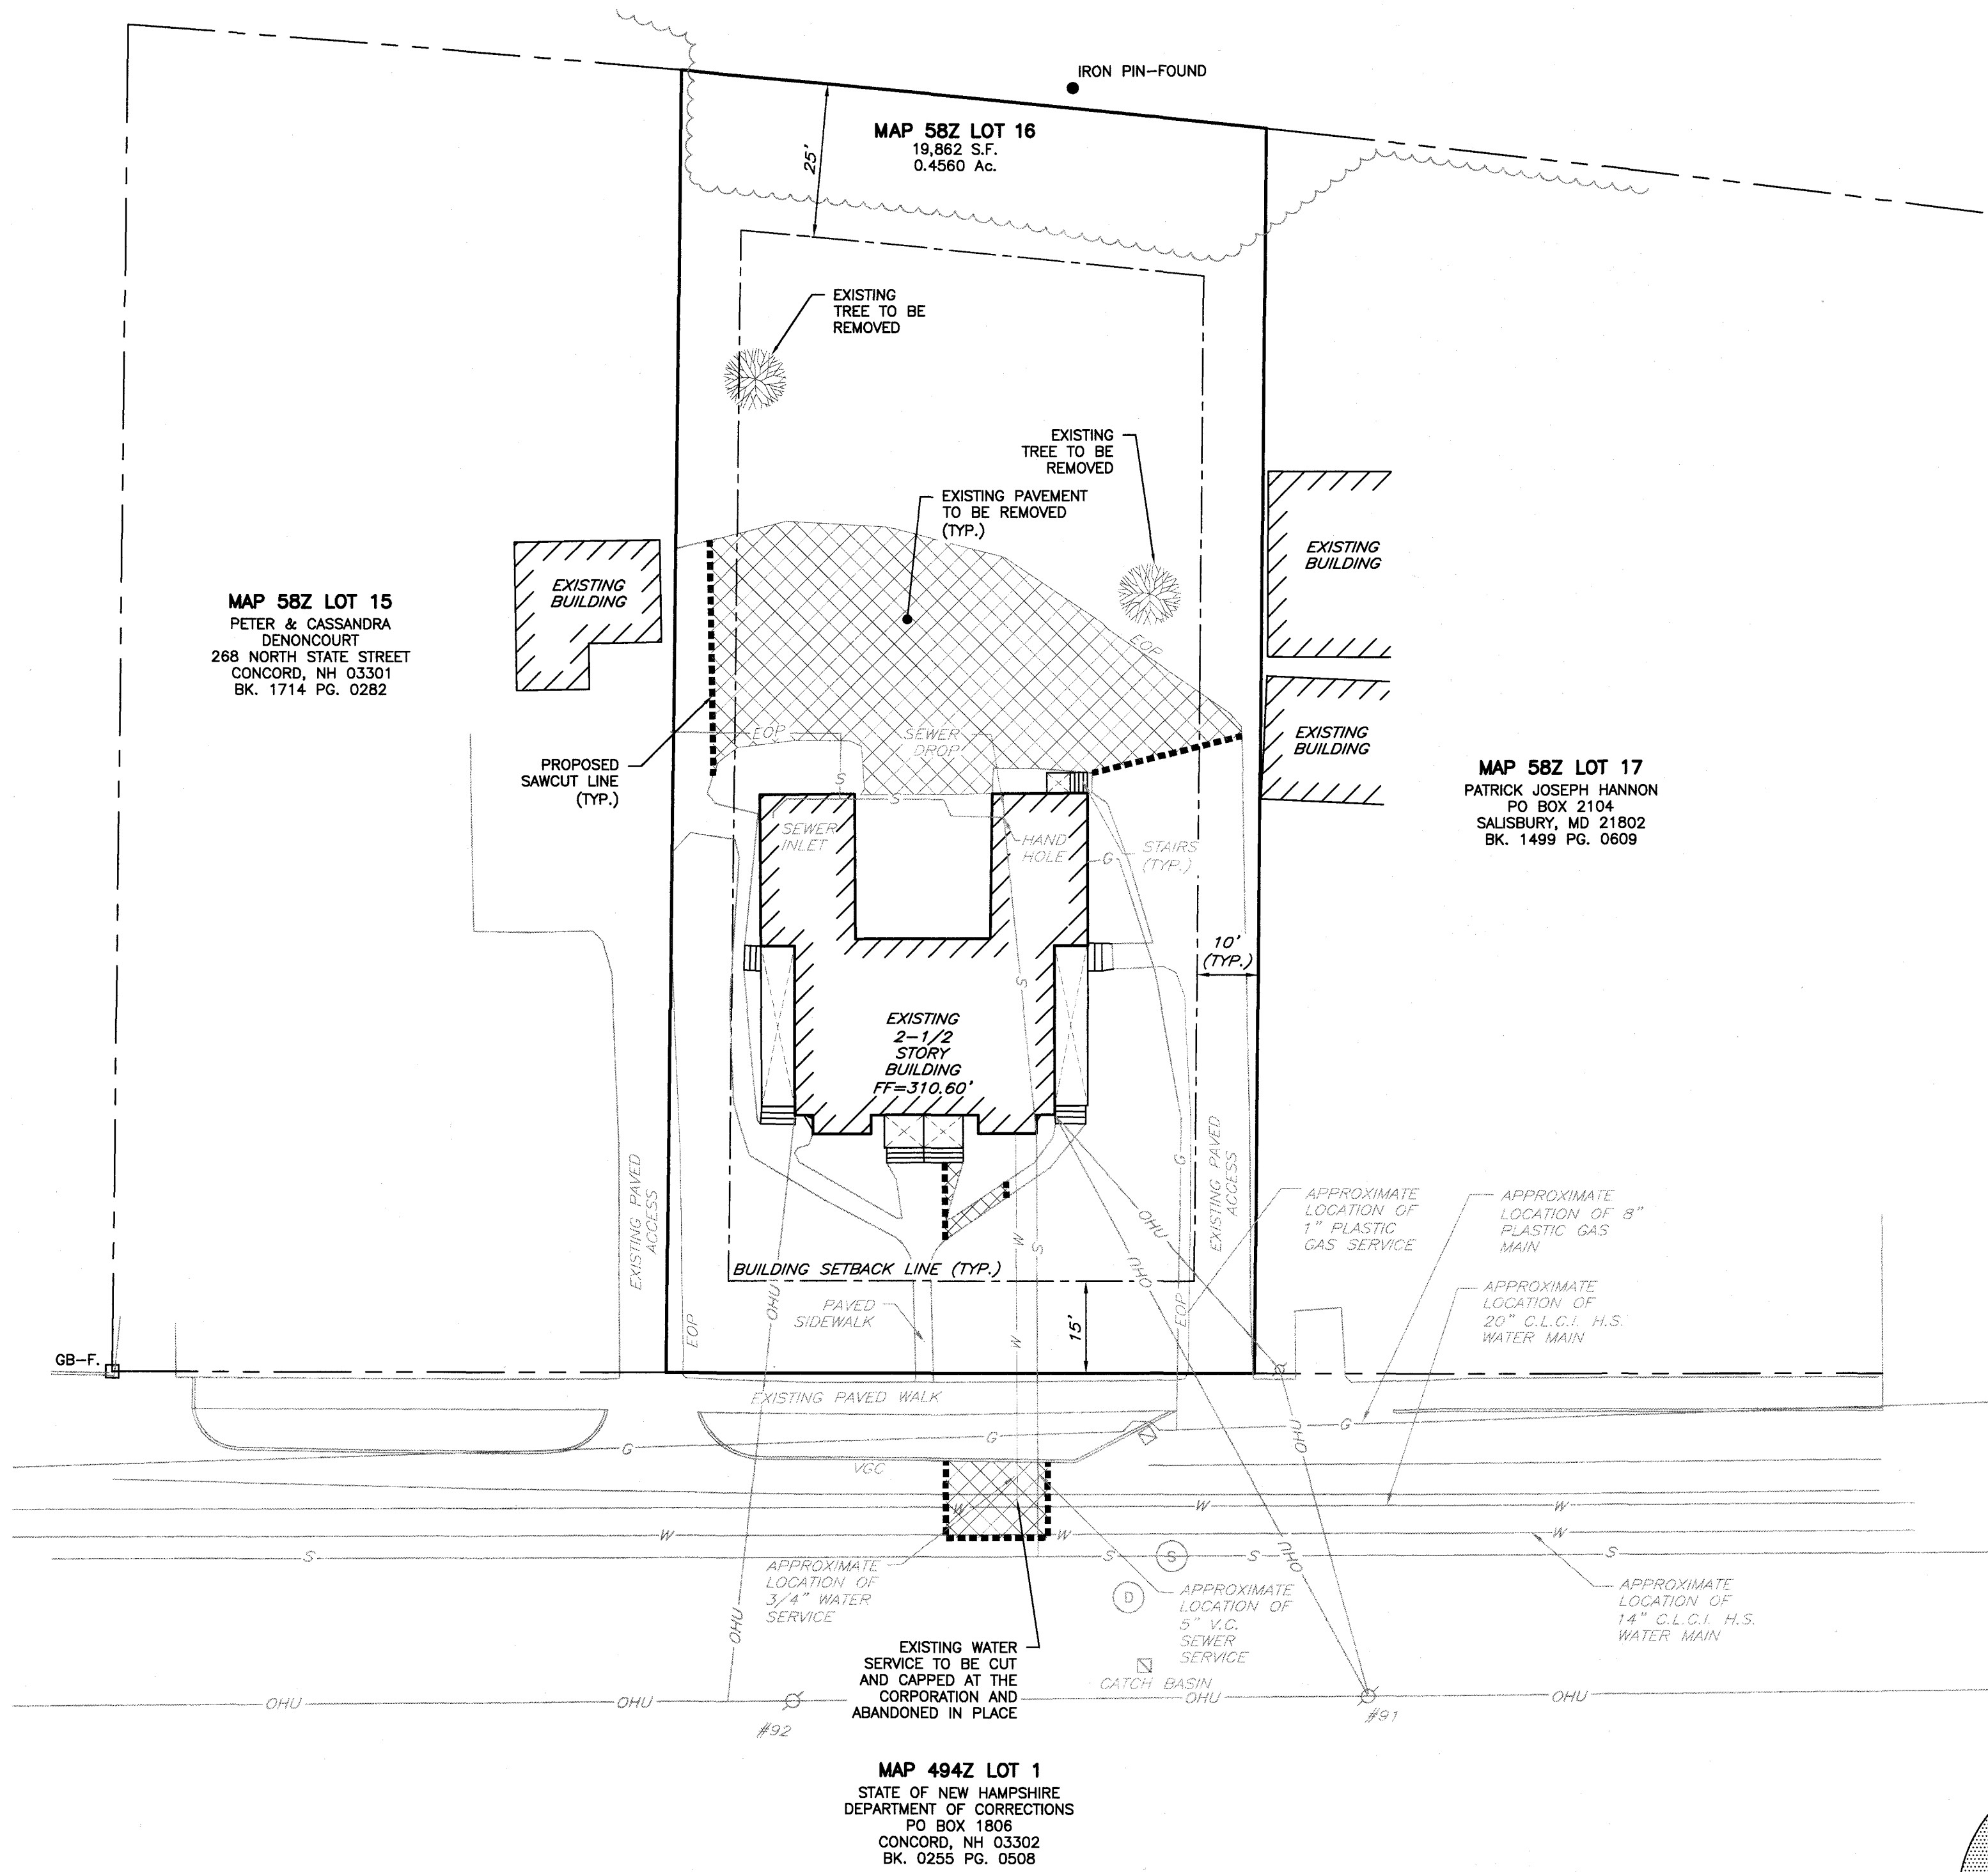 IRON PIN-FOUND
MAP 58Z LOT 16
19,862 S.F.
0.4560 Ac.
25'
EXISTING
TREE TO BE
REMOVED
EXISTING
TREE TO BE
REMOVED
EXISTING PAVEMENT
TO BE REMOVED
(TYP.)
EXISTING
BUILDING
EXISTING
BUILDING
EXISTING
BUILDING
MAP 58Z LOT 15
PETER & CASSANDRA
DENONCOURT
268 NORTH STATE STREET
CONCORD, NH 03301
BK. 1714 PG. 0282
EOP
EOP
SEWER
DROP
PROPOSED
SAWCUT LINE
(TYP.)
MAP 58Z LOT 17
PATRICK JOSEPH HANNON
PO BOX 2104
SALISBURY, MD 21802
BK. 1499 PG. 0609
S
S
SEWER
INLET
HAND
HOLE
G
STAIRS
(TYP.)
10'
(TYP.)
S
EXISTING
2-1/2
STORY
BUILDING
FF=310.60'
EXISTING PAVED
ACCESS
EXISTING PAVED
ACCESS
G
APPROXIMATE
LOCATION OF
1" PLASTIC
GAS SERVICE
APPROXIMATE
LOCATION OF 8"
PLASTIC GAS
MAIN
OHU
OHU
W
S
BUILDING SETBACK LINE (TYP.)
OHU
PAVED
SIDEWALK
EOP
W
15'
EOP
APPROXIMATE
LOCATION OF
20" C.L.C.I. H.S.
WATER MAIN
GB-F.
EXISTING PAVED WALK
G
G
G
OHU
VGC
W
W
W
W
W
W
S
S
S
S
S
OHU
APPROXIMATE
LOCATION OF
3/4" WATER
SERVICE
D
APPROXIMATE
LOCATION OF
5" V.C.
SEWER
SERVICE
APPROXIMATE
LOCATION OF
14" C.L.C.I. H.S.
WATER MAIN
OHU
EXISTING WATER
SERVICE TO BE CUT
AND CAPPED AT THE
CORPORATION AND
ABANDONED IN PLACE
CATCH BASIN
OHU
OHU
OHU
OHU
#92
#91
MAP 494Z LOT 1
STATE OF NEW HAMPSHIRE
DEPARTMENT OF CORRECTIONS
PO BOX 1806
CONCORD, NH 03302
BK. 0255 PG. 0508